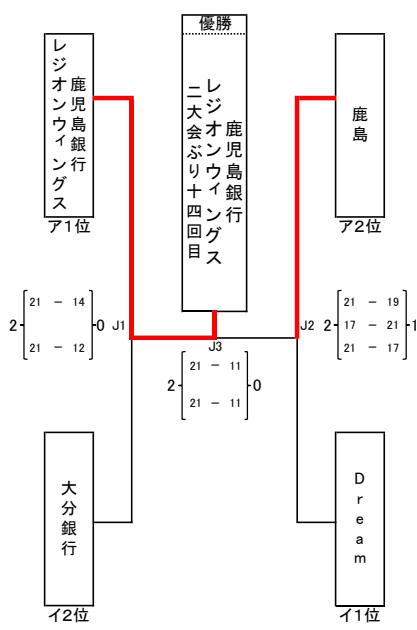 優勝
鹿児島銀行
レジオンウィングス
二大会ぶり十四回目
鹿児島銀行
レジオンウィングス
ア1位
鹿島
ア2位
21 － 14
2 0 J1
21 － 12
J3
21 － 11
2 0
21 － 11
21 － 19
J2 2 17 － 21 1
21 － 17
大分銀行
イ2位
Dream
イ1位